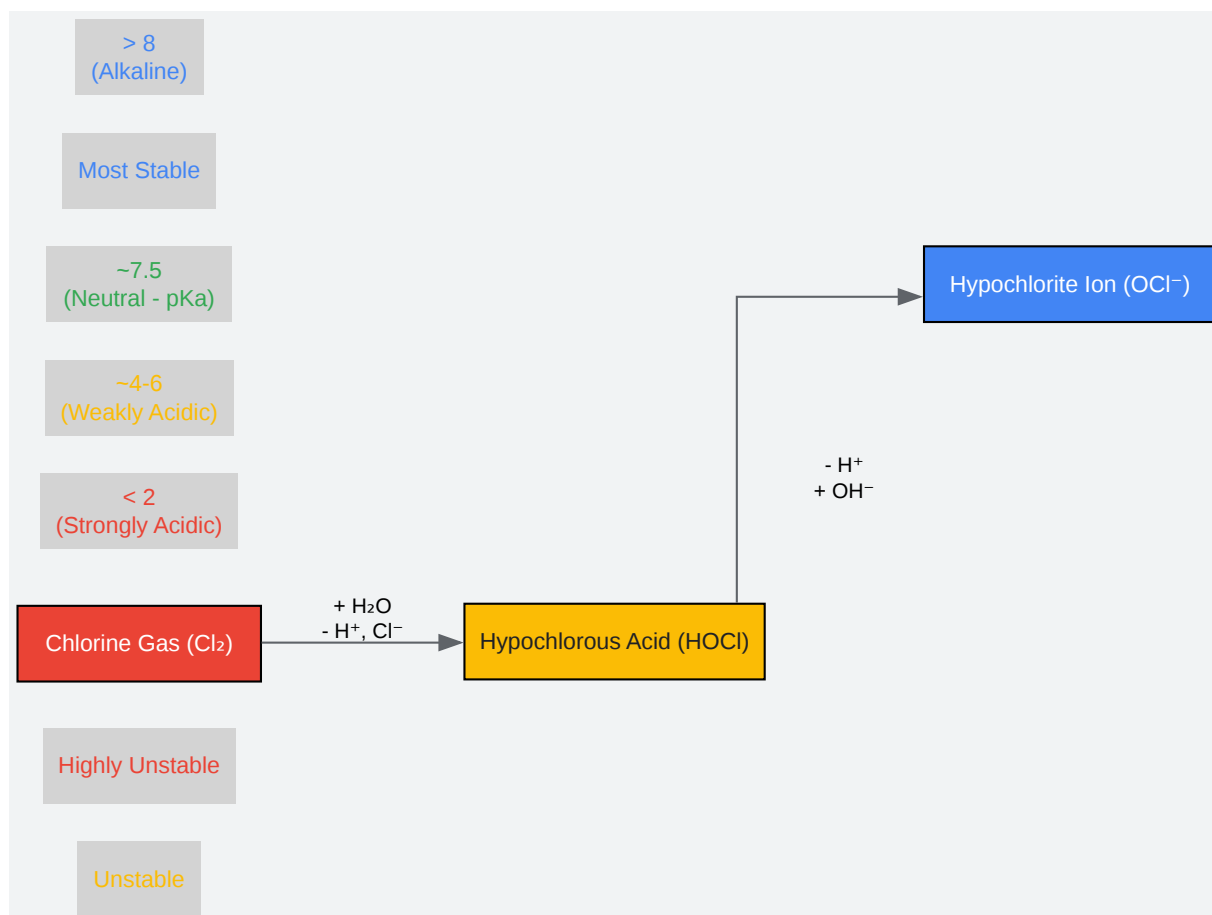 > 8
(Alkaline)
Most Stable
~7.5
(Neutral - pKa)
~4-6
(Weakly Acidic)
< 2
(Strongly Acidic)
Hypochlorite Ion (OCl⁻)
- H⁺
+ OH⁻
Chlorine Gas (Cl₂)
+ H₂O
- H⁺, Cl⁻
Hypochlorous Acid (HOCl)
Highly Unstable
Unstable